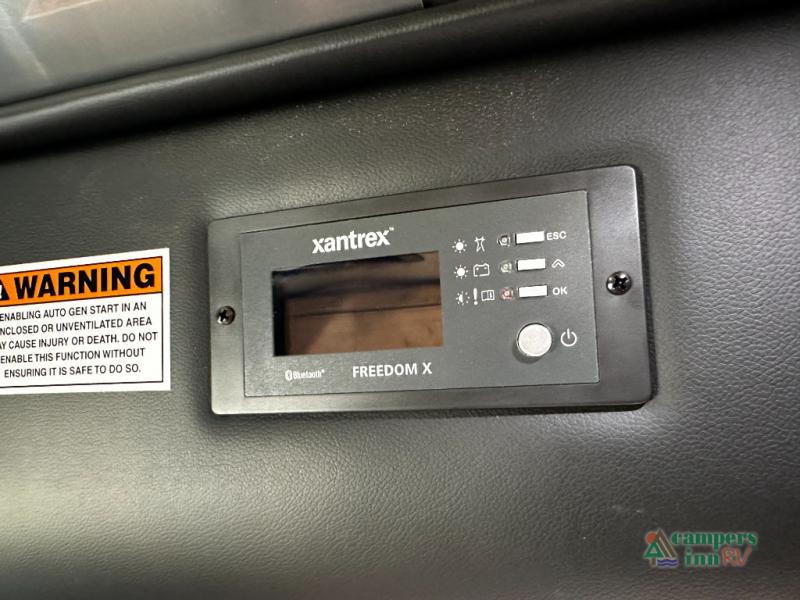 WARNING
ENABLING AUTO GEN START IN AN
ENCLOSED OR UNVENTILATED AREA
MAY CAUSE INJURY OR DEATH. DO NOT
ENABLE THIS FUNCTION WITHOUT
ENSURING IT IS SAFE TO DO SO.
xantrex™
ESC
OK
Bluetooth®
FREEDOM X
campers
inn RV